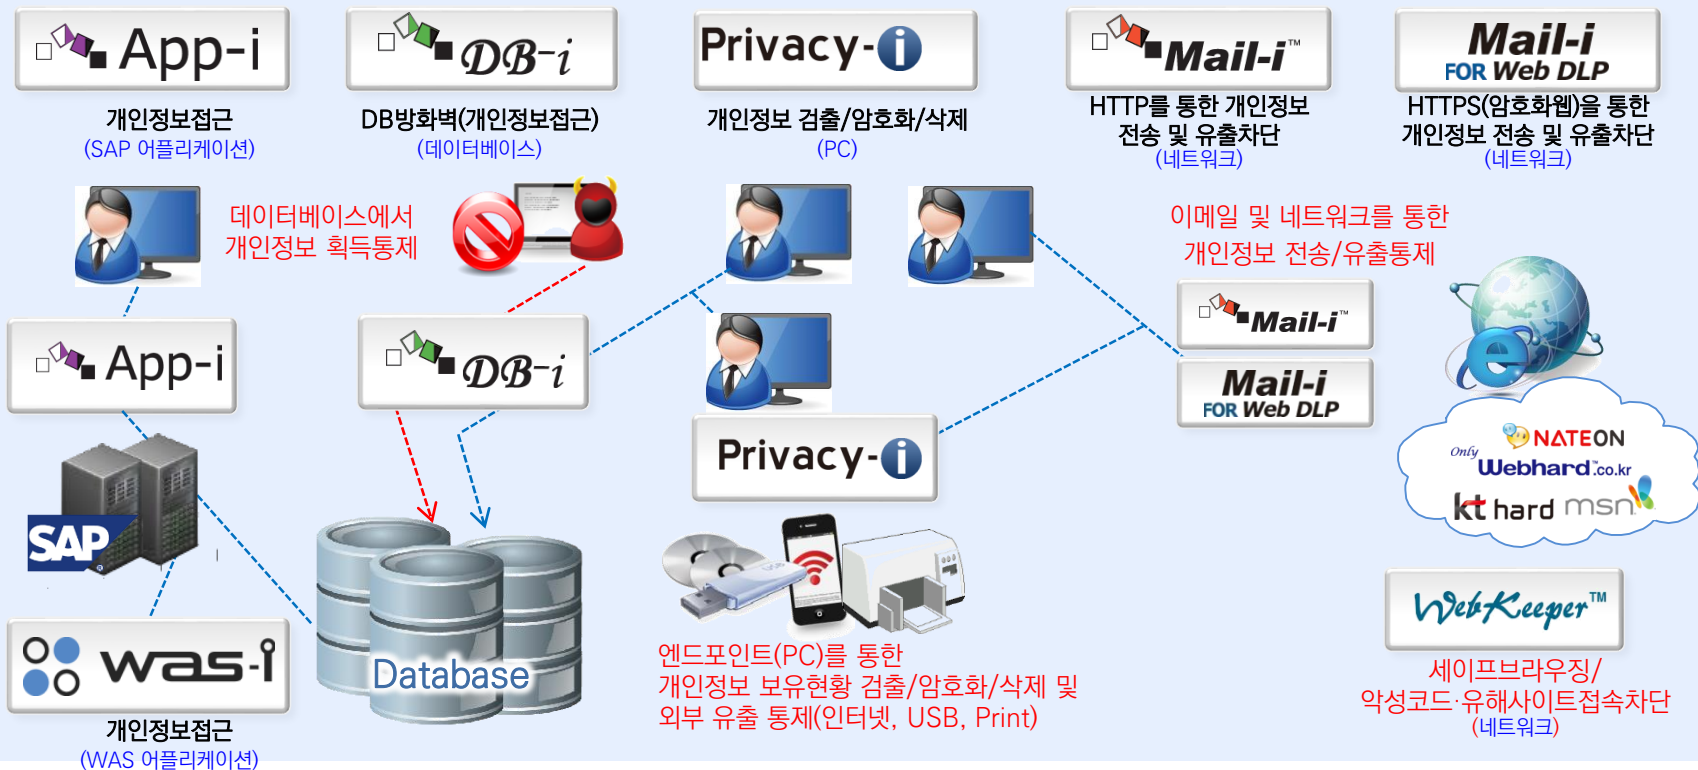 App-i
개인정보접근
(SAP 어플리케이션)
DB-i
DB방화벽(개인정보접근)
(데이터베이스)
Privacy-i
개인정보 검출/암호화/삭제
(PC)
Mail-i™
HTTP를 통한 개인정보
전송 및 유출차단
(네트워크)
Mail-i
FOR Web DLP
HTTPS(암호화웹)을 통한
개인정보 전송 및 유출차단
(네트워크)
데이터베이스에서
개인정보 획득통제
이메일 및 네트워크를 통한
개인정보 전송/유출통제
App-i
DB-i
Mail-i™
Mail-i
FOR Web DLP
Privacy-i
NATEON
Only
Webhard™.co.kr
kt hard
msn
SAP
®
was-i
개인정보접근
(WAS 어플리케이션)
Database
엔드포인트(PC)를 통한
개인정보 보유현황 검출/암호화/삭제 및
외부 유출 통제(인터넷, USB, Print)
WebKeeper™
세이프브라우징/
악성코드·유해사이트접속차단
(네트워크)